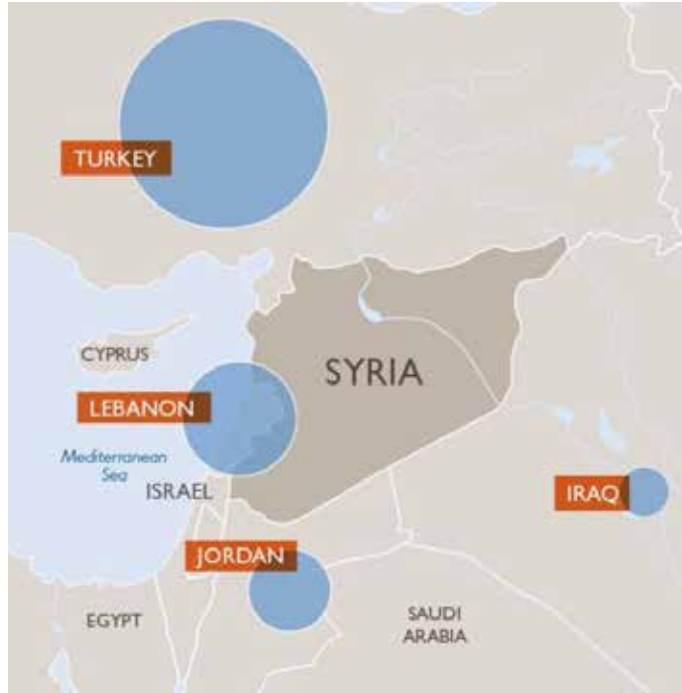 TURKEY
CYPRUS
SYRIA
LEBANON
Mediterranean
Sea
ISRAEL
IRAQ
JORDAN
EGYPT
SAUDI
ARABIA